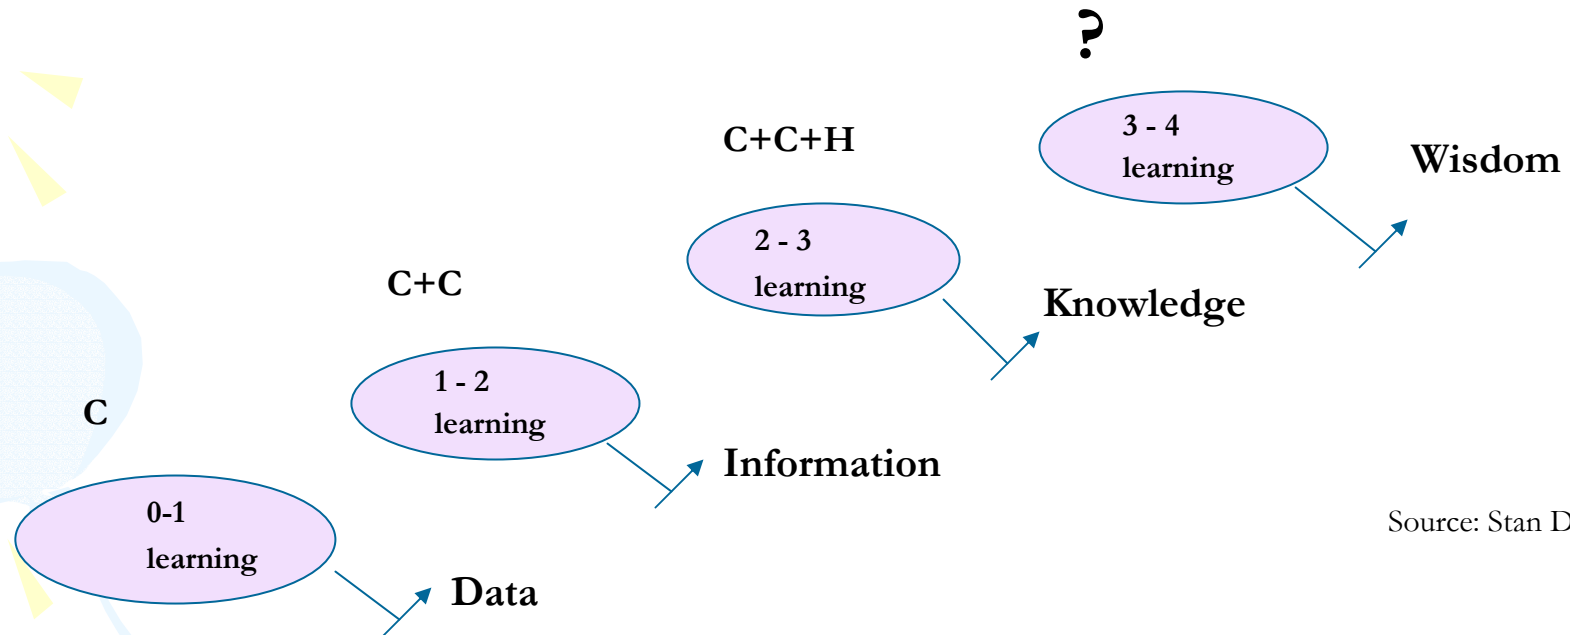 ?
3 - 4
learning
Wisdom
C+C+H
2 - 3
learning
Knowledge
C+C
1 - 2
learning
Information
C
0-1
learning
Data
Source: Stan D